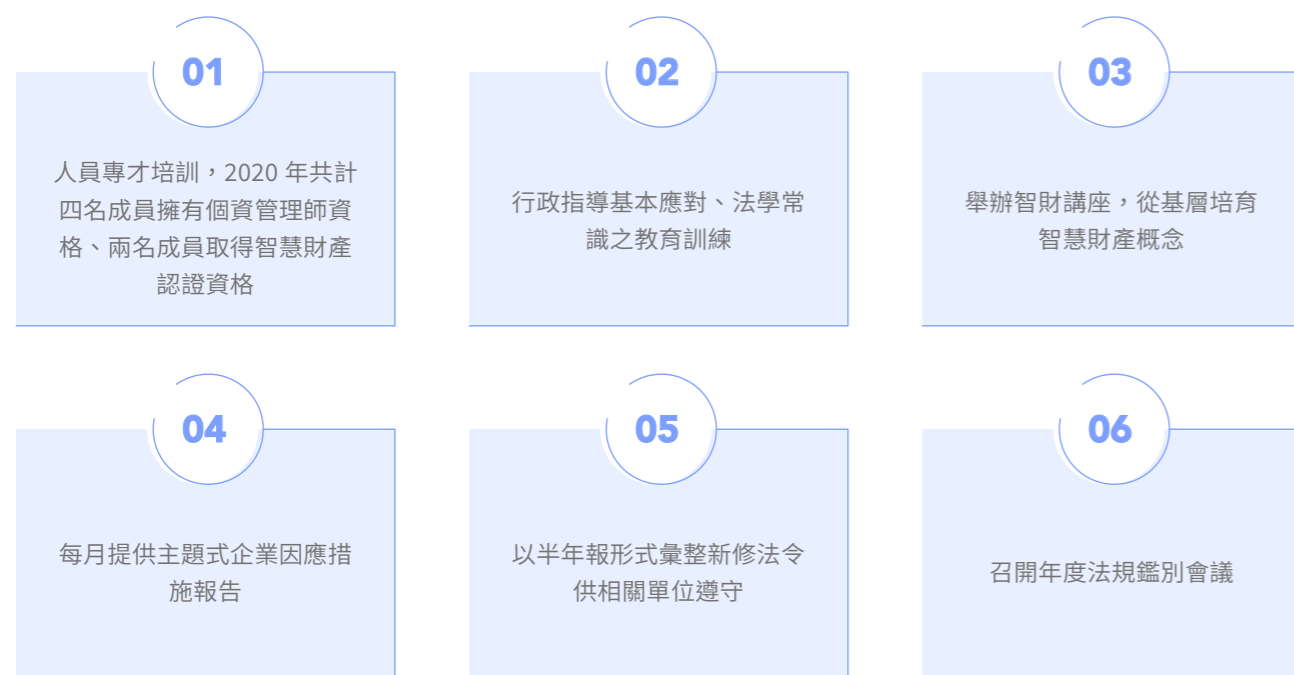 01
人員專才培訓，2020 年共計
四名成員擁有個資管理師資
格、兩名成員取得智慧財產
認證資格
02
行政指導基本應對、法學常
識之教育訓練
03
舉辦智財講座，從基層培育
智慧財產概念
04
每月提供主題式企業因應措
施報告
05
以半年報形式彙整新修法令
供相關單位遵守
06
召開年度法規鑑別會議